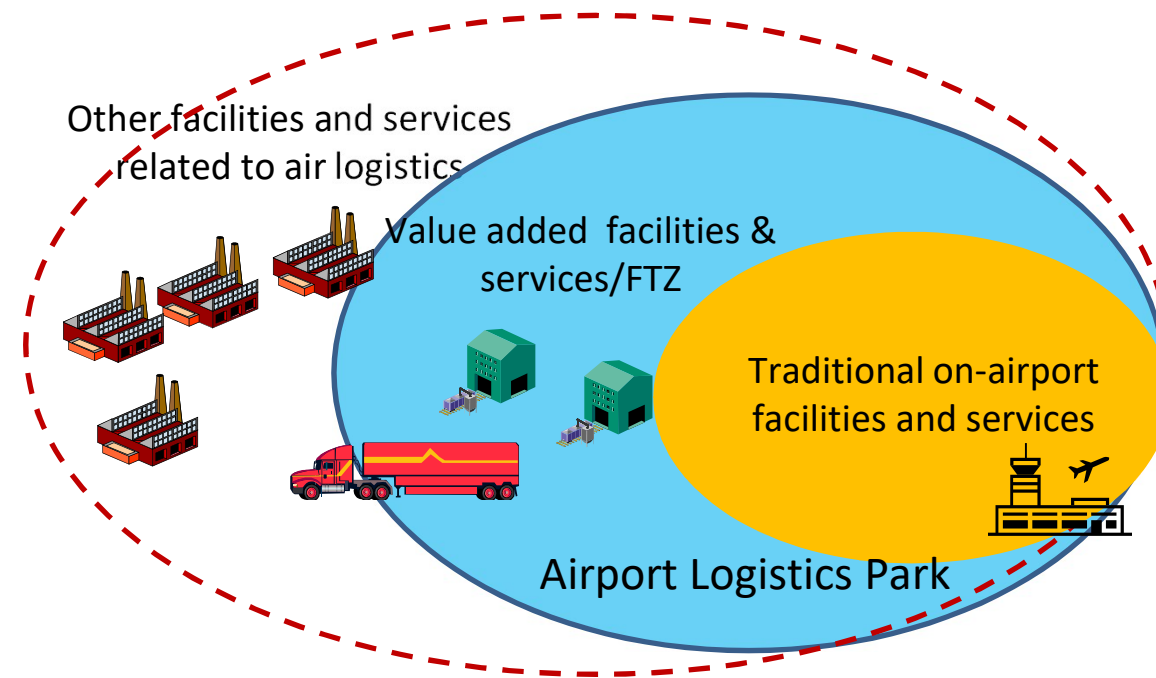 Other facilities and services
related to air logistics
Value added facilities &
services/FTZ
Traditional on-airport
facilities and services
Airport Logistics Park